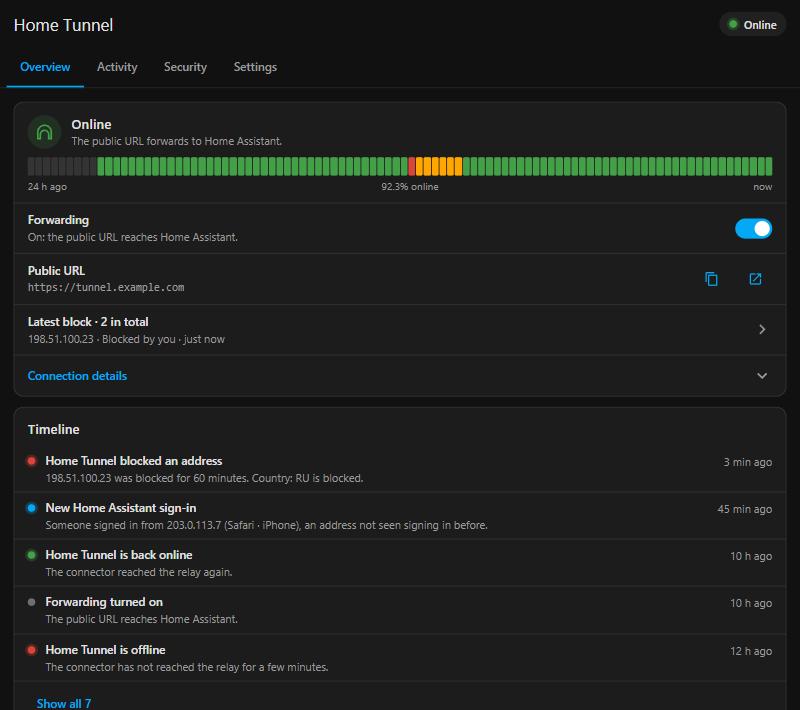 Home Tunnel
Online
Overview
Activity
Security
Settings
Online
The public URL forwards to Home Assistant.
24 h ago
92.3% online
now
Forwarding
On: the public URL reaches Home Assistant.
Public URL
https://tunnel.example.com
Latest block · 2 in total
198.51.100.23 · Blocked by you · just now
Connection details
Timeline
Home Tunnel blocked an address
3 min ago
198.51.100.23 was blocked for 60 minutes. Country: RU is blocked.
New Home Assistant sign-in
45 min ago
Someone signed in from 203.0.113.7 (Safari · iPhone), an address not seen signing in before.
Home Tunnel is back online
10 h ago
The connector reached the relay again.
Forwarding turned on
10 h ago
The public URL reaches Home Assistant.
Home Tunnel is offline
12 h ago
The connector has not reached the relay for a few minutes.
Show all 7